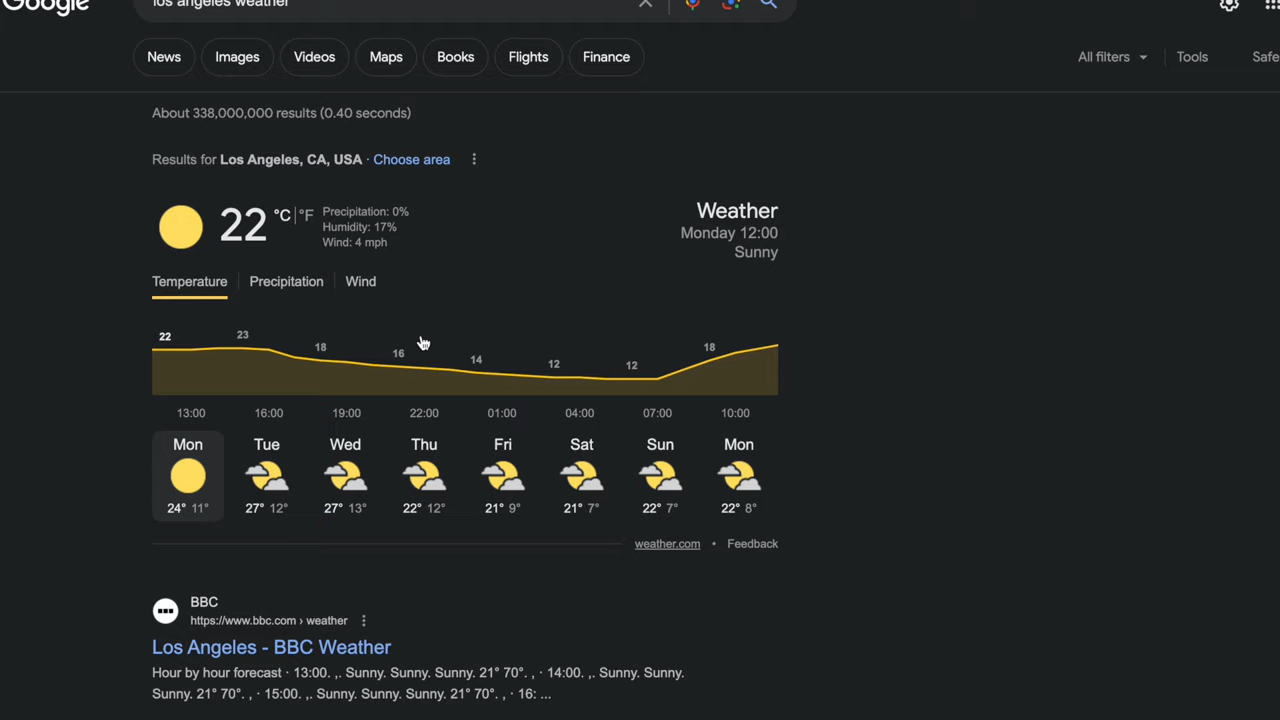 Google
los angeles weather
News Images Videos Maps Books Flights Finance All filters Tools Safe
About 338,000,000 results (0.40 seconds)
Results for Los Angeles, CA, USA · Choose area
22 °C | °F
Precipitation: 0%
Humidity: 17%
Wind: 4 mph
Weather
Monday 12:00
Sunny
Temperature Precipitation Wind
22 23 18 16 14 12 12 18
13:00 16:00 19:00 22:00 01:00 04:00 07:00 10:00
Mon Tue Wed Thu Fri Sat Sun Mon
24° 11° 27° 12° 27° 13° 22° 12° 21° 9° 21° 7° 22° 7° 22° 8°
weather.com • Feedback
BBC
https://www.bbc.com › weather
Los Angeles - BBC Weather
Hour by hour forecast · 13:00. ,. Sunny. Sunny. Sunny. 21° 70°. , · 14:00. ,. Sunny. Sunny.
Sunny. 21° 70°. , · 15:00. ,. Sunny. Sunny. Sunny. 21° 70°. , · 16: ...